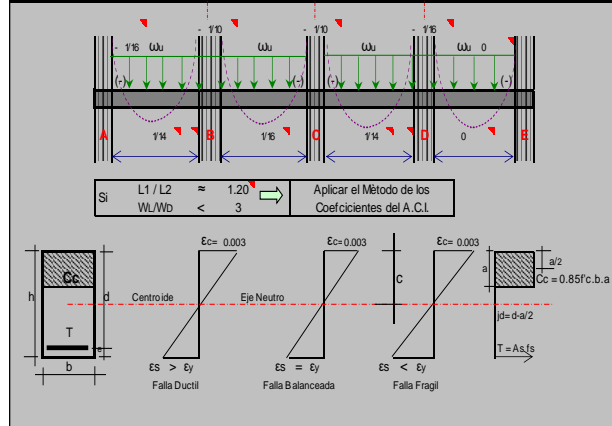 - 1/16 ωu - 1/10 ωu - 1/10 ωu - 1/16 ωu 0
(-) (-) (-) (-)
A B C D E
1/14 1/16 1/14 0
Si L1 / L2 ≈ 1.20 Aplicar el Mètodo de los
WL/WD < 3 Coefcicientes del A.C.I.
εc= 0.003 εc= 0.003 C εc= 0.003
a a/2
Cc Cc = 0.85f'c.b.a
h d Centroide Eje Neutro
T jd= d-a/2
T = As.fs
b εs > εy εs = εy εs < εy
Falla Ductil Falla Balanceada Falla Fragil